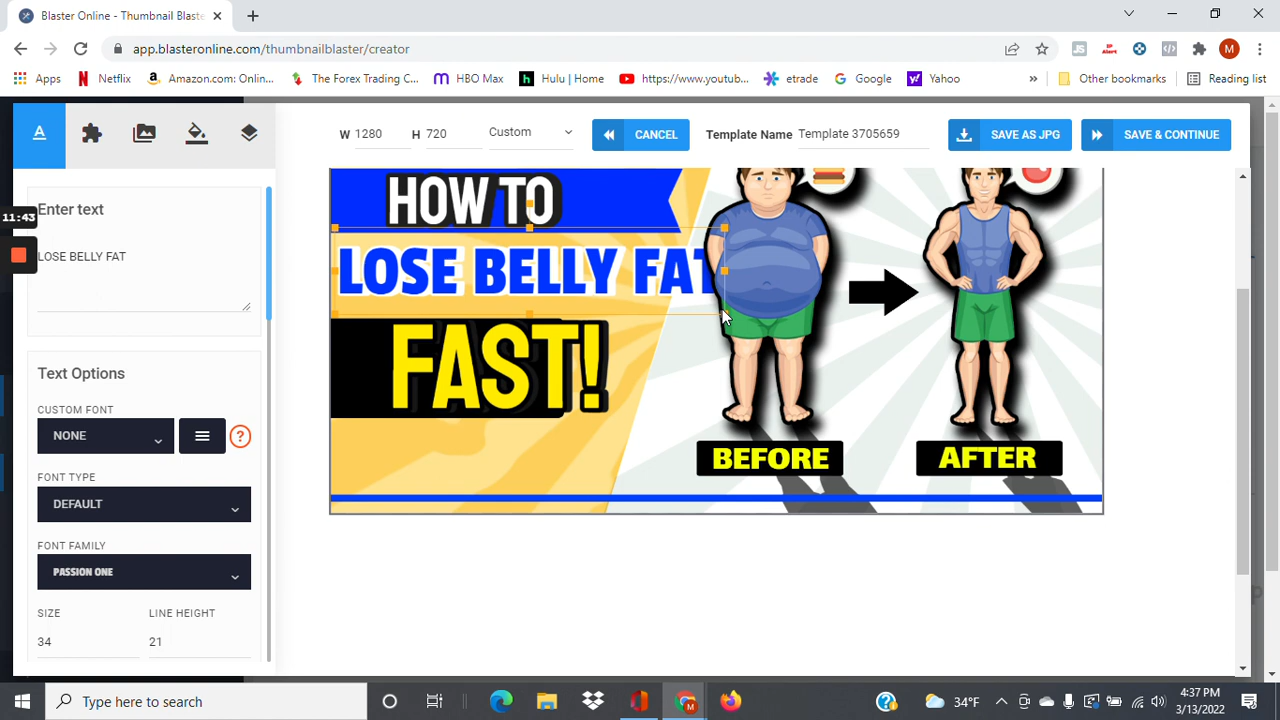 Blaster Online - Thumbnail Blaste
app.blasteronline.com/thumbnailblaster/creator
M
Apps
Netflix
Amazon.com: Onlin...
The Forex Trading C...
HBO Max
Hulu | Home
https://www.youtub...
etrade
Google
Yahoo
»
Other bookmarks
Reading list
A
W 1280
H 720
Custom
CANCEL
Template Name Template 3705659
SAVE AS JPG
SAVE & CONTINUE
11:43
Enter text
LOSE BELLY FAT
Text Options
CUSTOM FONT
NONE
?
FONT TYPE
DEFAULT
FONT FAMILY
PASSION ONE
SIZE
LINE HEIGHT
34
21
HOW TO
LOSE BELLY FAT
FAST!
BEFORE
AFTER
Type here to search
34°F
4:37 PM
3/13/2022